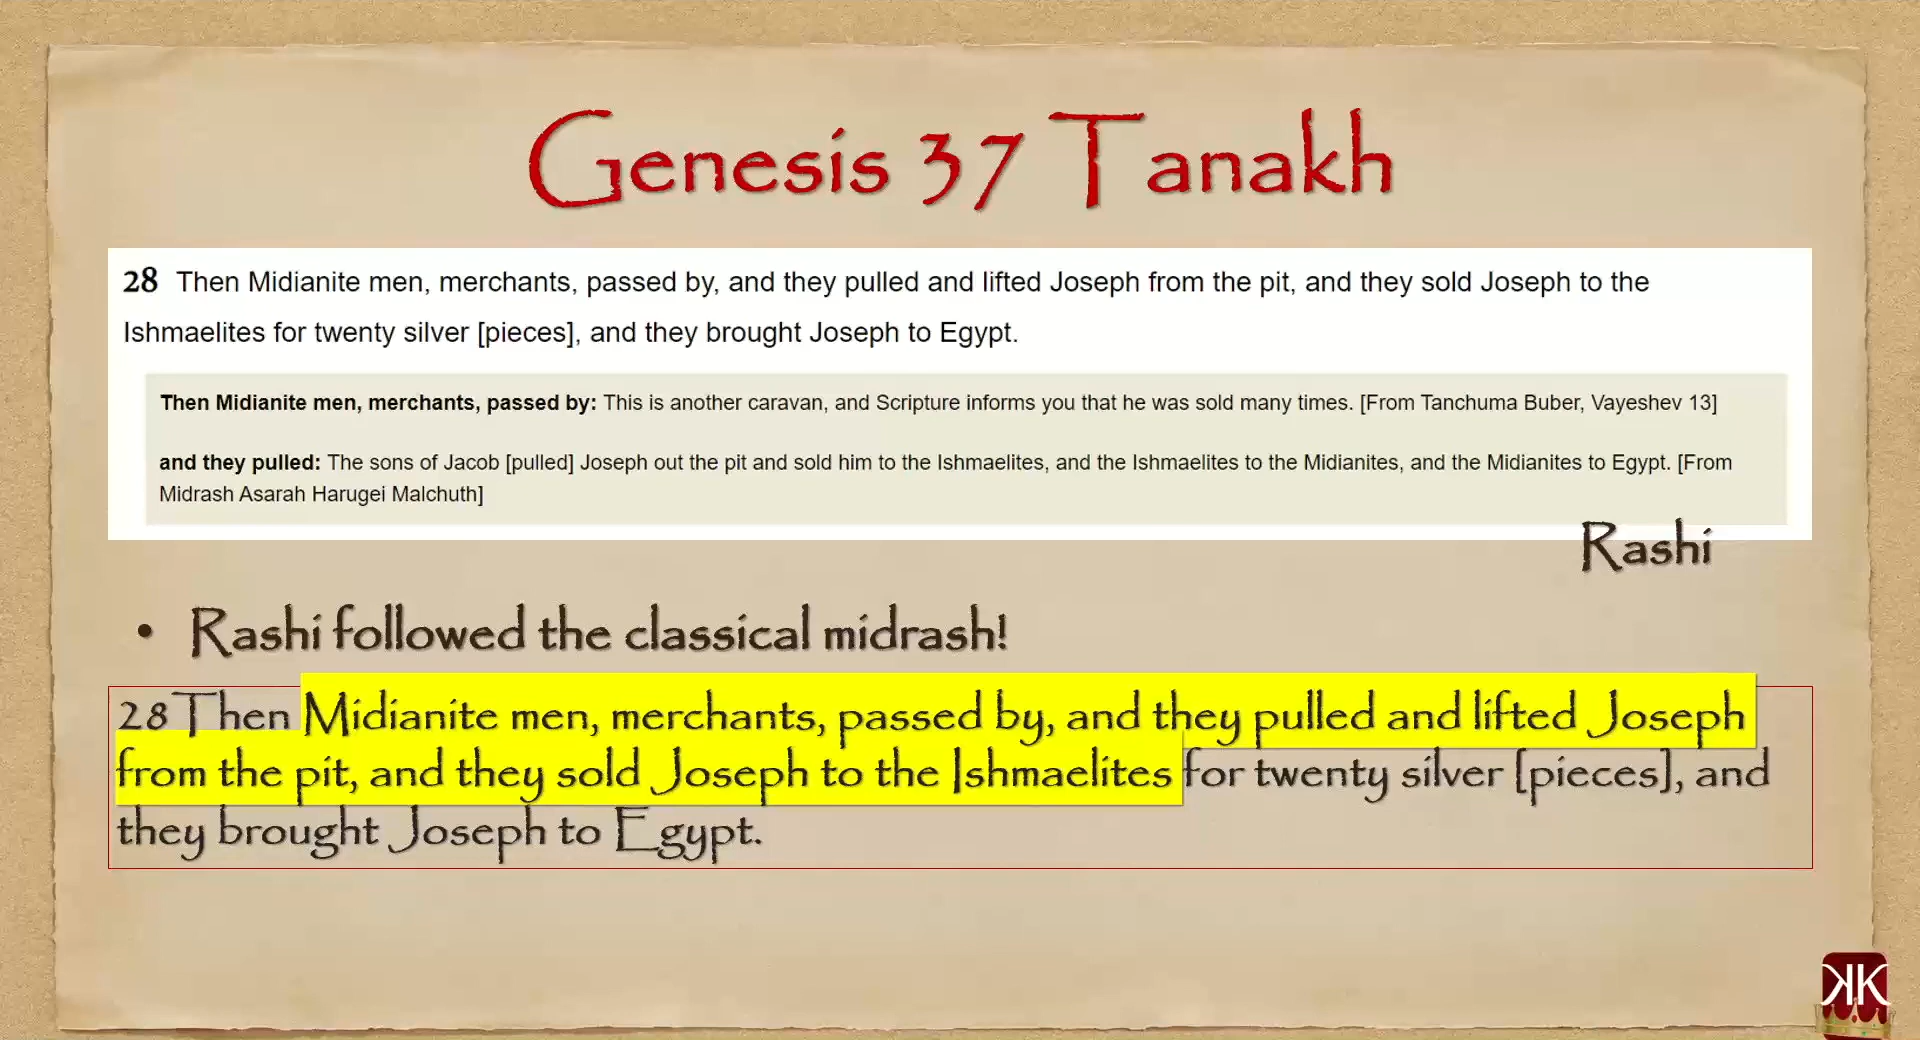 Genesis 37 Tanakh
28 Then Midianite men, merchants, passed by, and they pulled and lifted Joseph from the pit, and they sold Joseph to the
Ishmaelites for twenty silver [pieces], and they brought Joseph to Egypt.
Then Midianite men, merchants, passed by: This is another caravan, and Scripture informs you that he was sold many times. [From Tanchuma Buber, Vayeshev 13]
and they pulled: The sons of Jacob [pulled] Joseph out the pit and sold him to the Ishmaelites, and the Ishmaelites to the Midianites, and the Midianites to Egypt. [From
Midrash Asarah Harugei Malchuth]
Rashi
• Rashi followed the classical midrash!
28 Then Midianite men, merchants, passed by, and they pulled and lifted Joseph
from the pit, and they sold Joseph to the Ishmaelites for twenty silver [pieces], and
they brought Joseph to Egypt.
KK